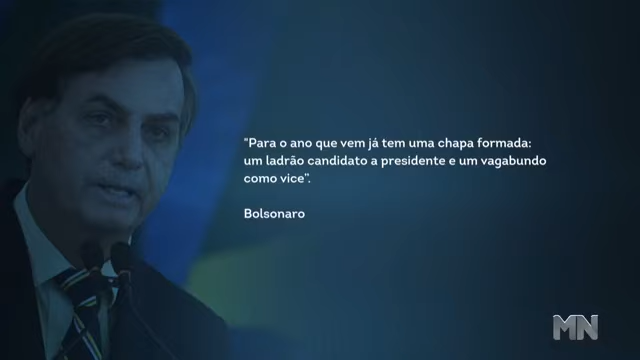 "Para o ano que vem já tem uma chapa formada:
um ladrão candidato a presidente e um vagabundo
como vice".
Bolsonaro
MN